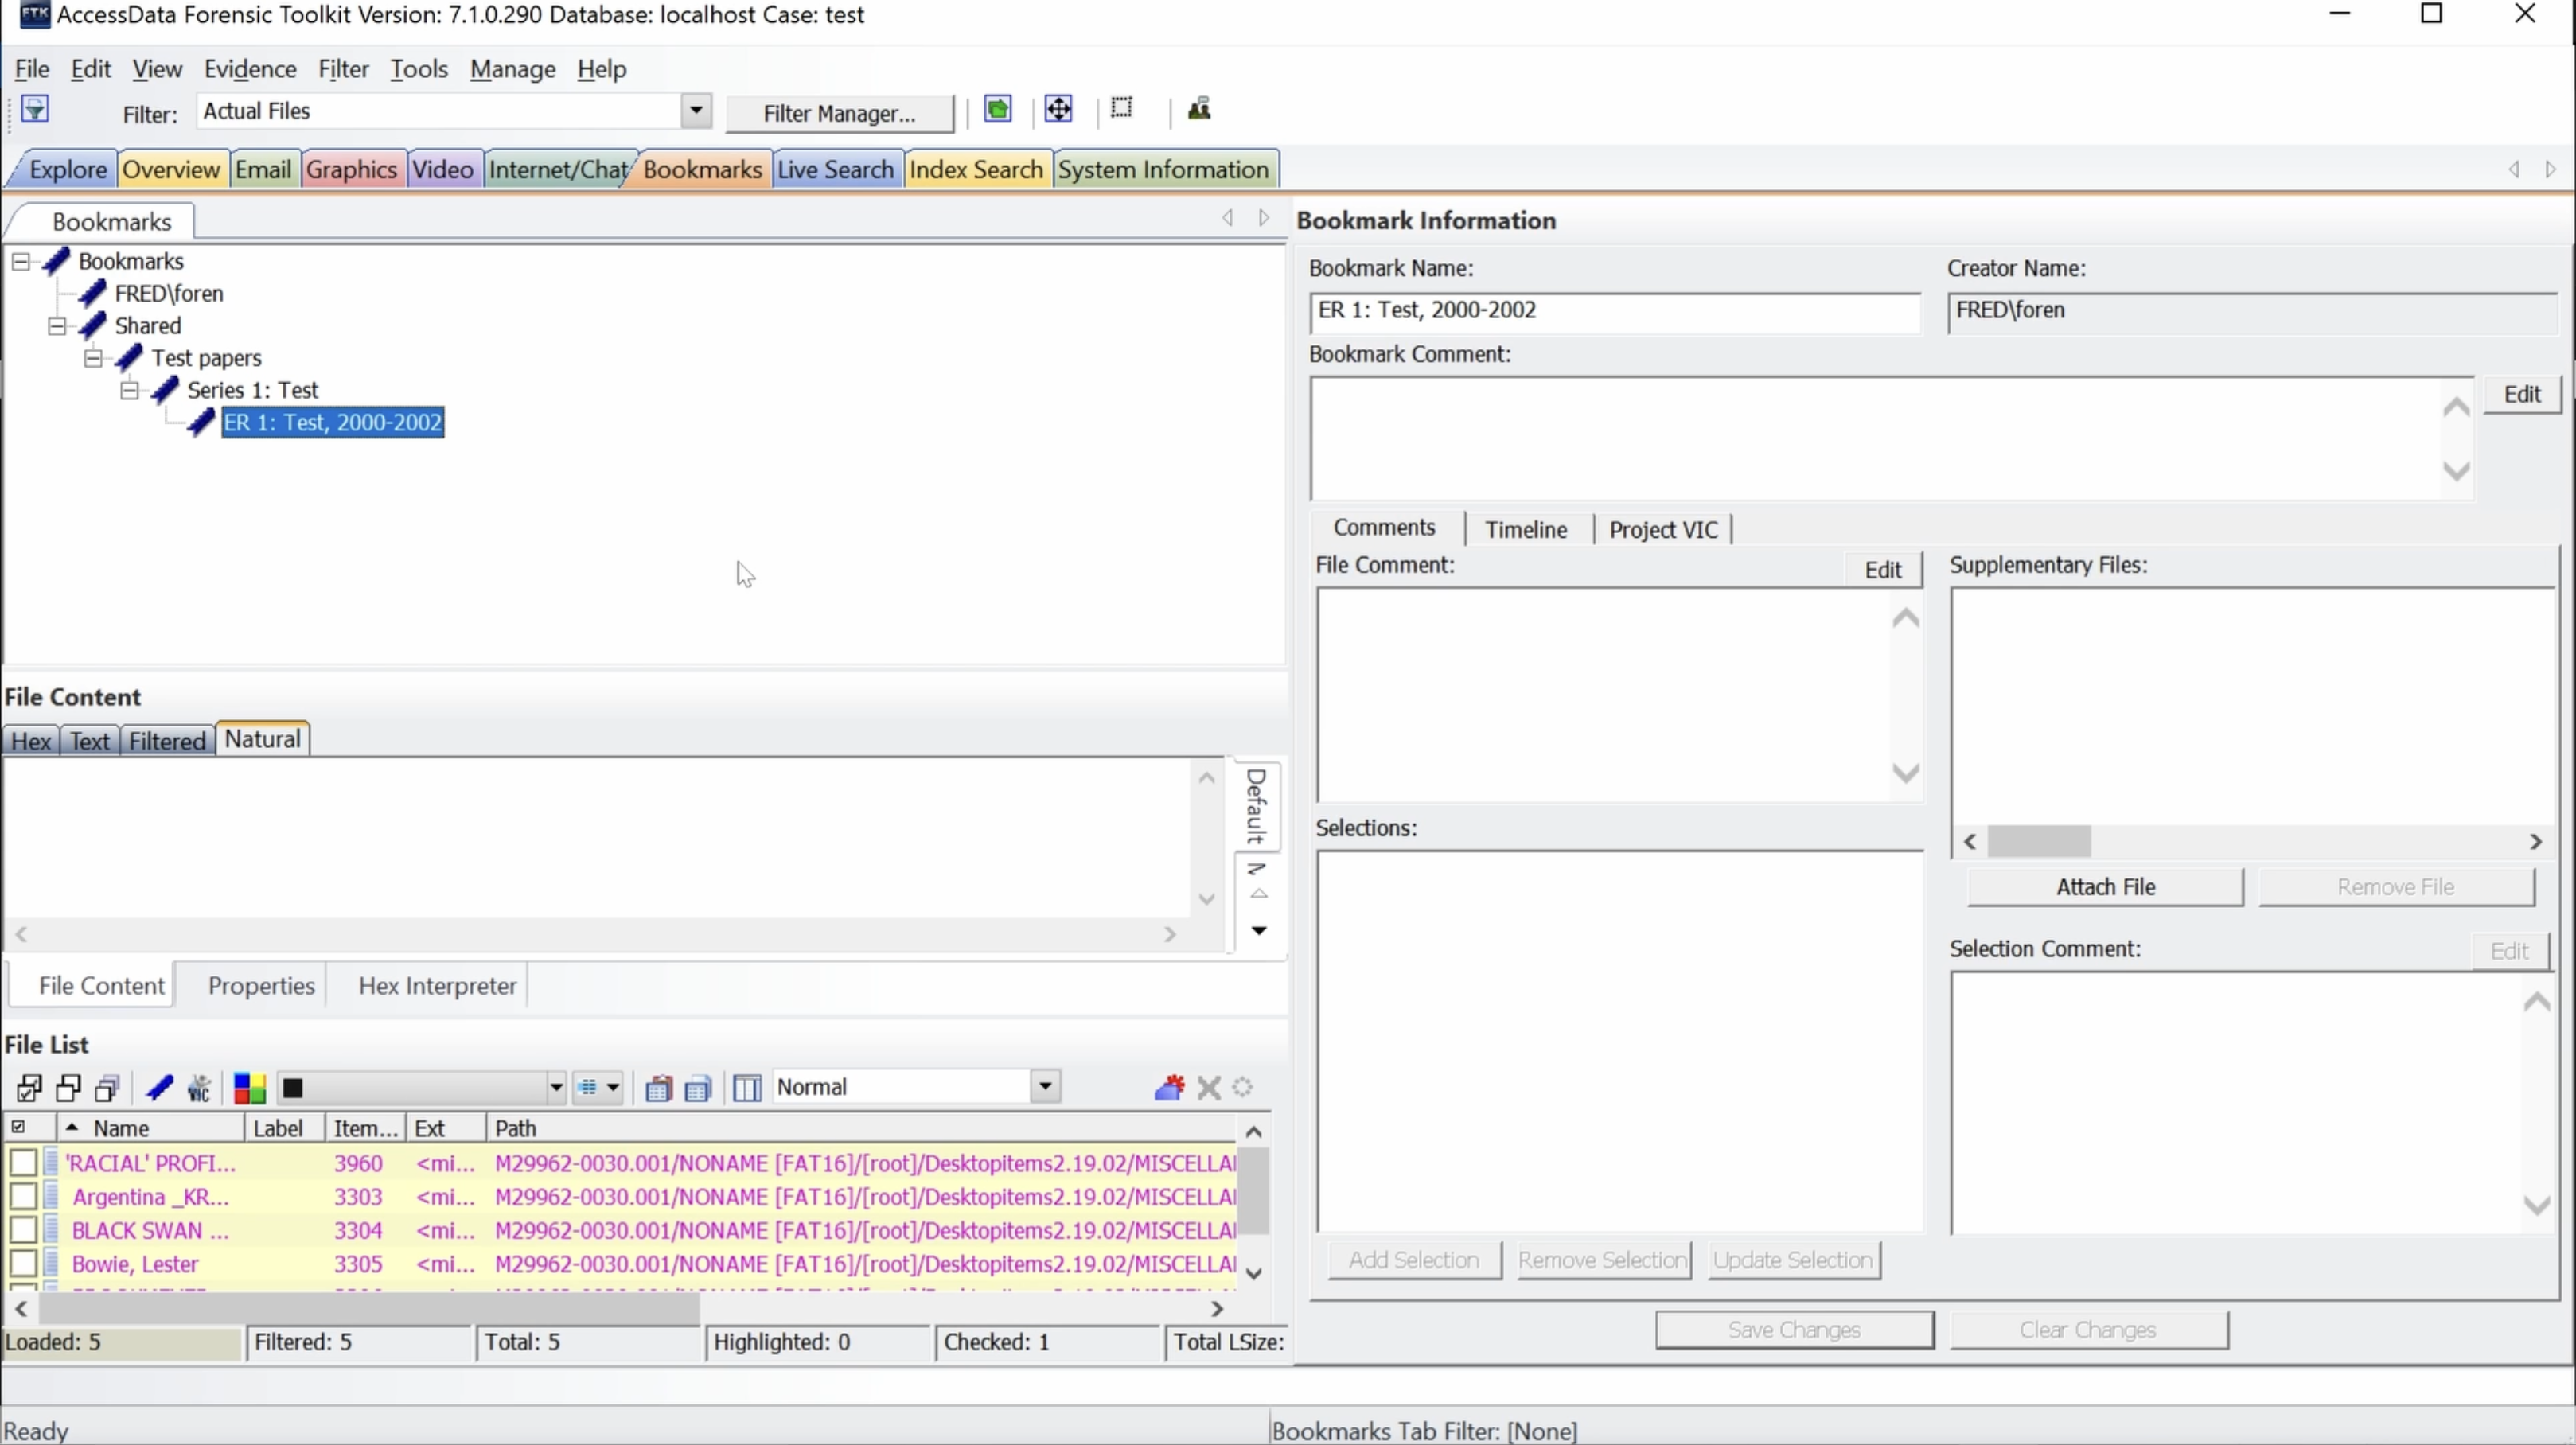 FTK AccessData Forensic Toolkit Version: 7.1.0.290 Database: localhost Case: test
File Edit View Evidence Filter Tools Manage Help
Filter: Actual Files Filter Manager...
Explore Overview Email Graphics Video Internet/Chat Bookmarks Live Search Index Search System Information
Bookmarks
Bookmarks
FRED\foren
Shared
Test papers
Series 1: Test
ER 1: Test, 2000-2002
File Content
Hex Text Filtered Natural
Default
File Content Properties Hex Interpreter
File List
Normal
Name Label Item... Ext Path
'RACIAL' PROFI... 3960 <mi... M29962-0030.001/NONAME [FAT16]/[root]/Desktopitems2.19.02/MISCELLA
Argentina _KR... 3303 <mi... M29962-0030.001/NONAME [FAT16]/[root]/Desktopitems2.19.02/MISCELLA
BLACK SWAN ... 3304 <mi... M29962-0030.001/NONAME [FAT16]/[root]/Desktopitems2.19.02/MISCELLA
Bowie, Lester 3305 <mi... M29962-0030.001/NONAME [FAT16]/[root]/Desktopitems2.19.02/MISCELLA
Loaded: 5 Filtered: 5 Total: 5 Highlighted: 0 Checked: 1 Total LSize:
Bookmark Information
Bookmark Name: Creator Name:
ER 1: Test, 2000-2002 FRED\foren
Bookmark Comment:
Edit
Comments Timeline Project VIC
File Comment: Edit Supplementary Files:
Selections:
Attach File Remove File
Selection Comment: Edit
Add Selection Remove Selection Update Selection
Save Changes Clear Changes
Ready Bookmarks Tab Filter: [None]